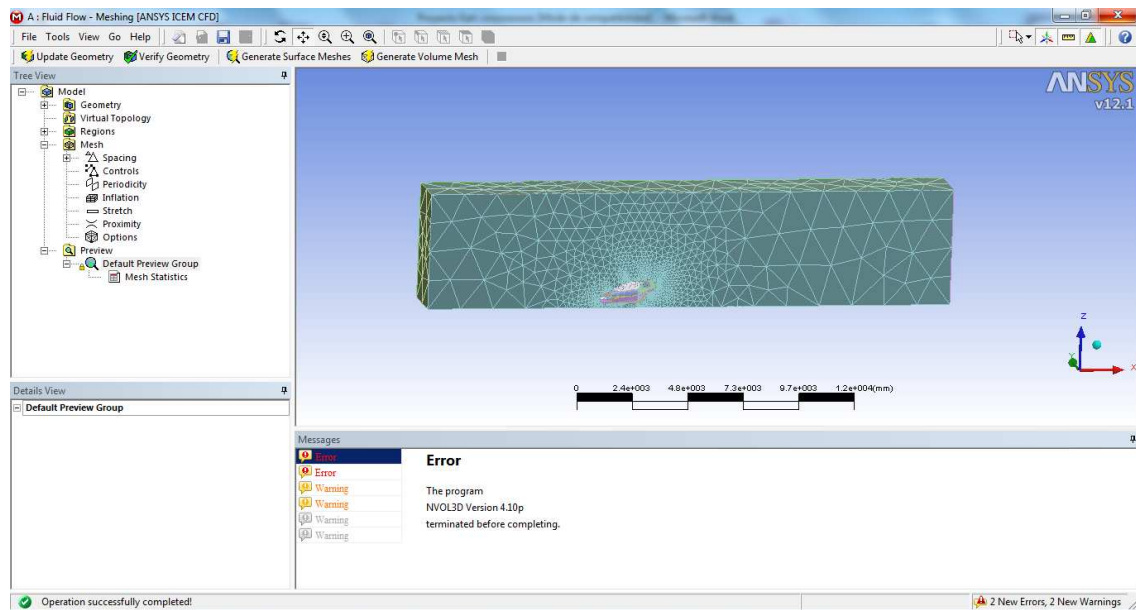 A : Fluid Flow - Meshing [ANSYS ICEM CFD]
File Tools View Go Help
Update Geometry Verify Geometry Generate Surface Meshes Generate Volume Mesh
Tree View
Model
Geometry
Virtual Topology
Regions
Mesh
Spacing
Controls
Periodicity
Inflation
Stretch
Proximity
Options
Preview
Default Preview Group
Mesh Statistics
ANSYS
v12.1
Z
Y
X
0 2.4e+003 4.8e+003 7.3e+003 9.7e+003 1.2e+004(mm)
Details View
Default Preview Group
Messages
Error
Error
Warning
Warning
Warning
Warning
Error
The program
NVOL3D Version 4.10p
terminated before completing.
Operation successfully completed!
2 New Errors, 2 New Warnings